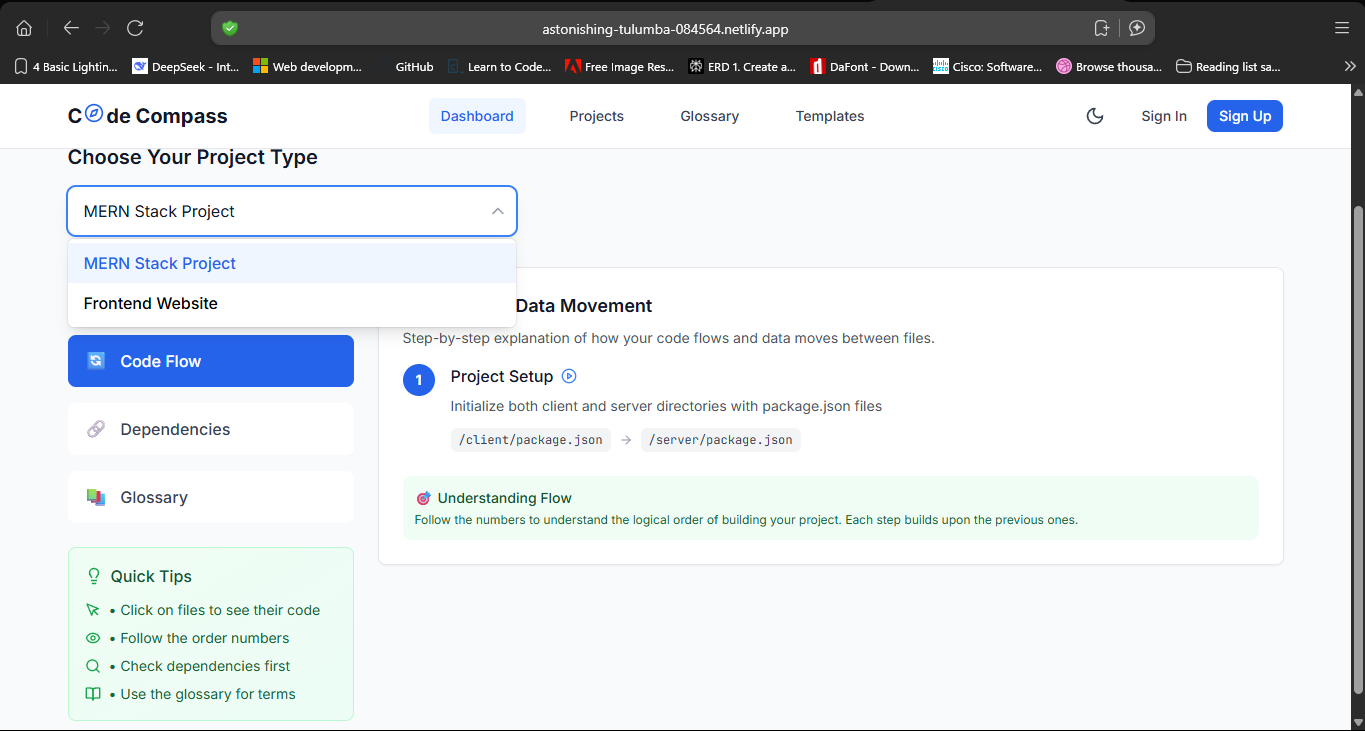 astonishing-tulumba-084564.netlify.app
4 Basic Lightin... DeepSeek - Int... Web developm... GitHub Learn to Code... Free Image Res... ERD 1. Create a... DaFont - Down... Cisco: Software... Browse thousa... Reading list sa...
C de Compass Dashboard Projects Glossary Templates Sign In Sign Up
Choose Your Project Type
MERN Stack Project
MERN Stack Project
Frontend Website
Data Movement
Step-by-step explanation of how your code flows and data moves between files.
Code Flow
Dependencies
Glossary
1 Project Setup
Initialize both client and server directories with package.json files
/client/package.json → /server/package.json
Understanding Flow
Follow the numbers to understand the logical order of building your project. Each step builds upon the previous ones.
Quick Tips
• Click on files to see their code
• Follow the order numbers
• Check dependencies first
• Use the glossary for terms